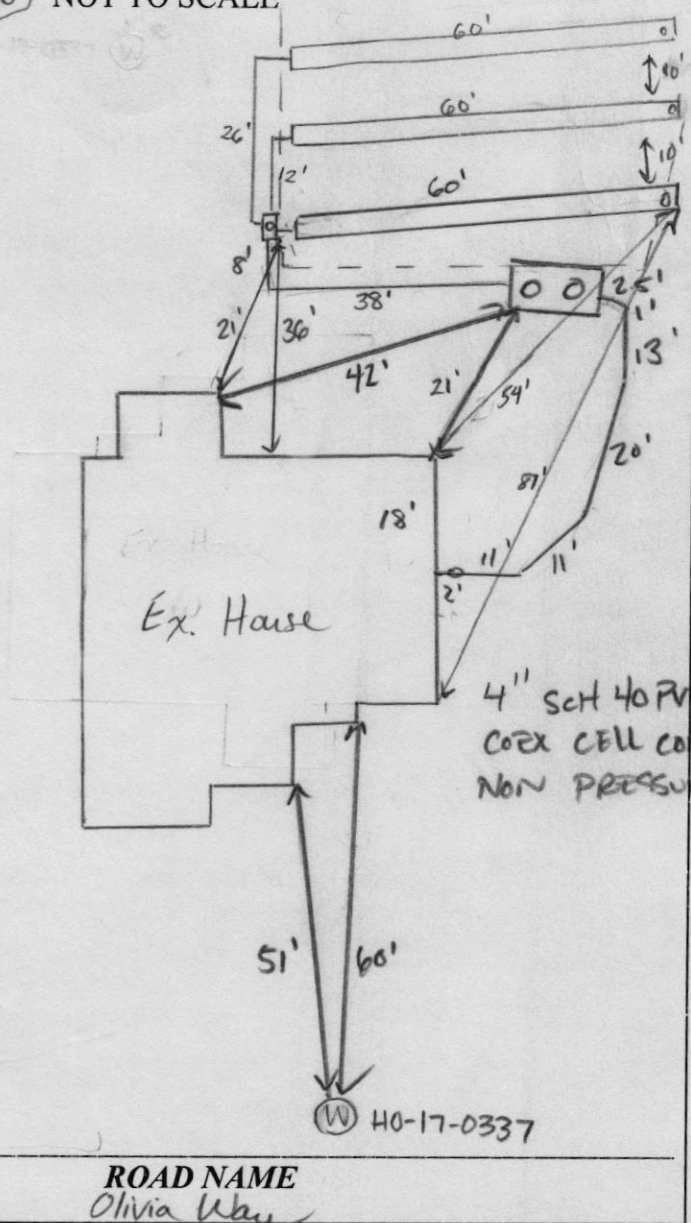 NOT TO SCALE
60'
10'
26'
60'
12'
10'
60'
8'
38'
2.5'
1'
21'
36'
13'
42'
21'
54'
20'
87'
18'
11'
11'
2'
Ex. House
Ex. House
4" SCH 40 PV
COEX CELL CO
NON PRESSU
51'
60'
W HO-17-0337
ROAD NAME
Olivia Way